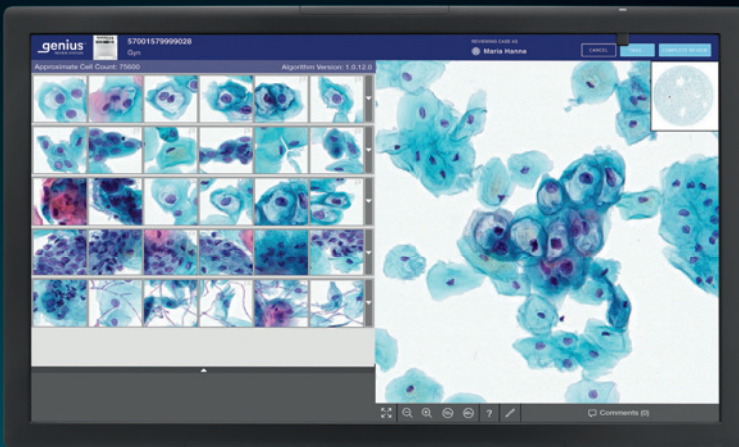 genius
57001579999028
Gyn
REVIEWING CASE AS
Maria Hanna
CANCEL
COMPLETE REVIEW
Approximate Cell Count: 75600
Algorithm Version: 1.0.12.0
?
Comments (0)